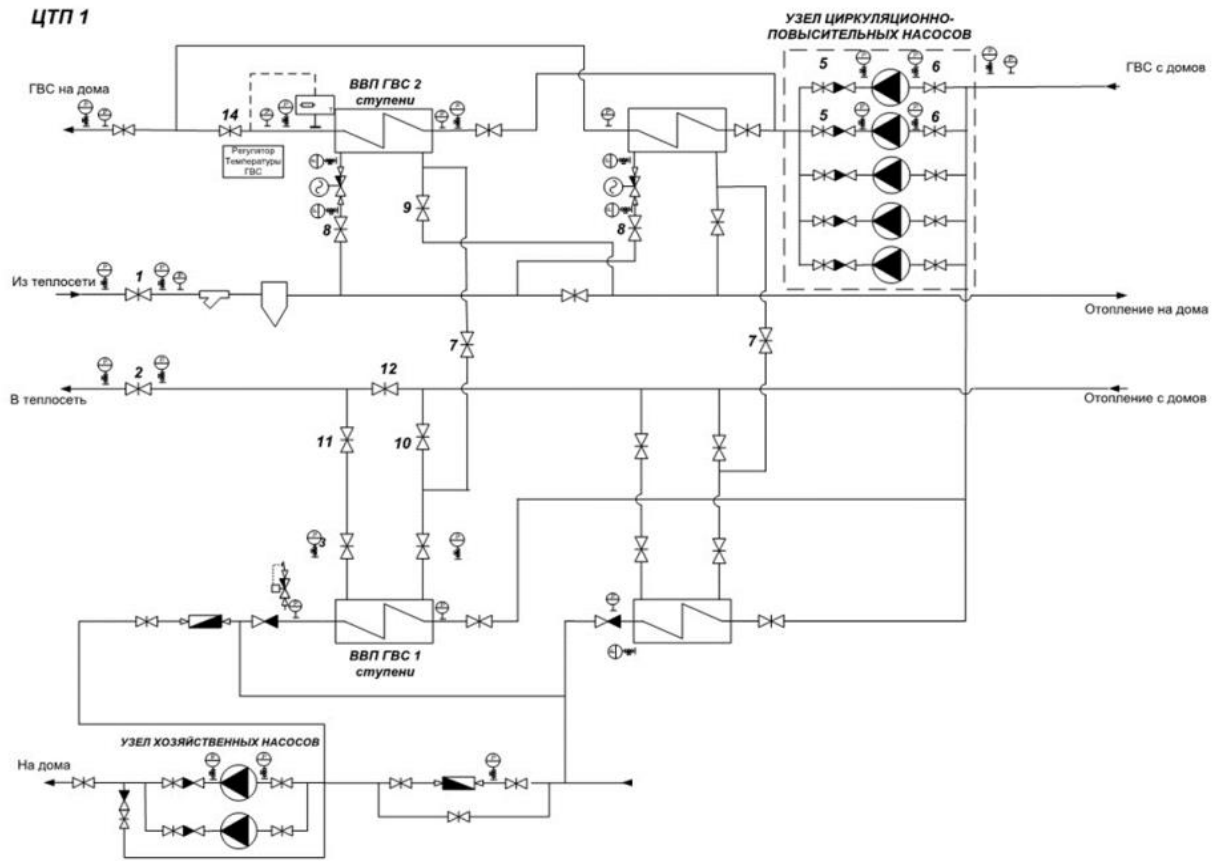 ЦТП 1
УЗЕЛ ЦИРКУЛЯЦИОННО-
ПОВЫСИТЕЛЬНЫХ НАСОСОВ
ГВС на дома
ВВП ГВС 2
ступени
5
6
ГВС с домов
14
5
6
Регулятор
Температуры
ГВС
9
8
8
Из теплосети
1
Отопление на дома
7
7
2
12
В теплосеть
Отопление с домов
11
10
3
ВВП ГВС 1
ступени
УЗЕЛ ХОЗЯЙСТВЕННЫХ НАСОСОВ
На дома